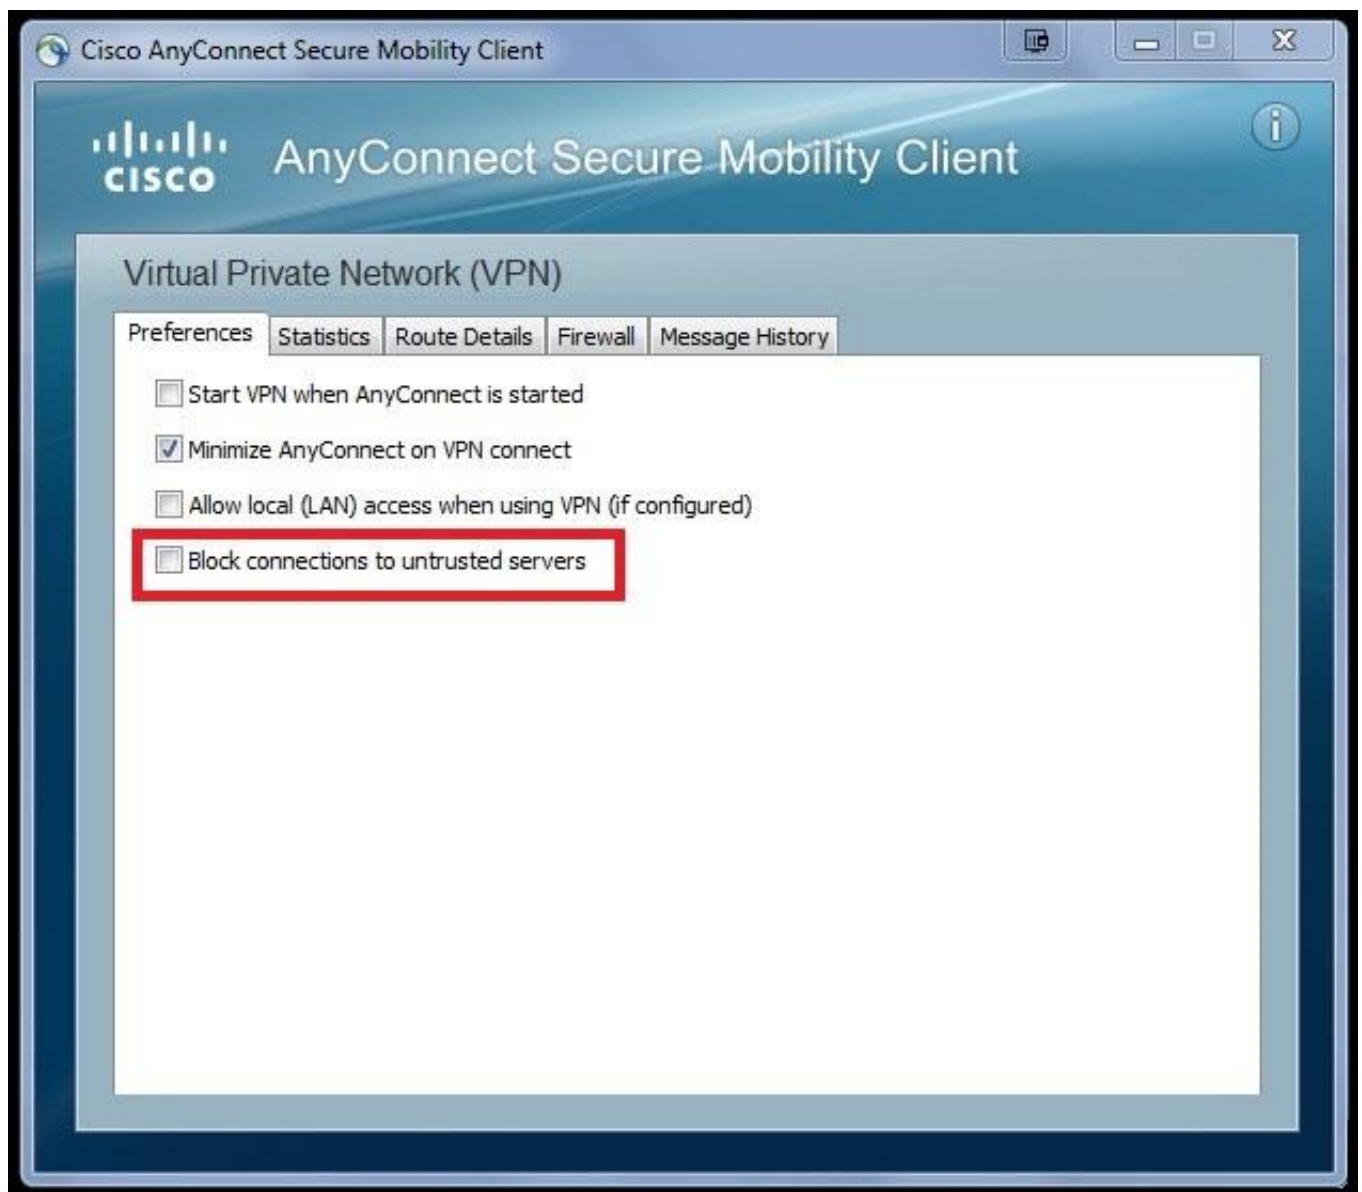 Cisco AnyConnect Secure Mobility Client
CISCO
AnyConnect Secure Mobility Client
i
Virtual Private Network (VPN)
Preferences
Statistics
Route Details
Firewall
Message History
Start VPN when AnyConnect is started
Minimize AnyConnect on VPN connect
Allow local (LAN) access when using VPN (if configured)
Block connections to untrusted servers